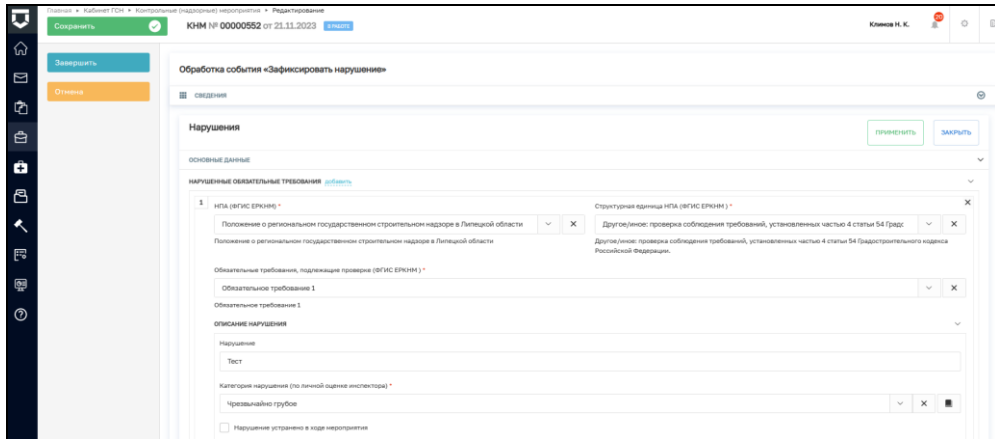 Главная • Кабинет ГСН • Контрольные (надзорные) мероприятия • Редактирование
Сохранить
КНМ № 00000552 от 21.11.2023 В РАБОТЕ
Климов Н. К.
20
Завершить
Отмена
Обработка события «Зафиксировать нарушение»
СВЕДЕНИЯ
Нарушения
ПРИМЕНИТЬ
ЗАКРЫТЬ
ОСНОВНЫЕ ДАННЫЕ
НАРУШЕННЫЕ ОБЯЗАТЕЛЬНЫЕ ТРЕБОВАНИЯ добавить
1
НПА (ФГИС ЕРКНМ) *
Структурная единица НПА (ФГИС ЕРКНМ ) *
Положение о региональном государственном строительном надзоре в Липецкой области
Другое/иное: проверка соблюдения требований, установленных частью 4 статьи 54 Градс
Положение о региональном государственном строительном надзоре в Липецкой области
Другое/иное: проверка соблюдения требований, установленных частью 4 статьи 54 Градостроительного кодекса
Российской Федерации.
Обязательные требования, подлежащие проверке (ФГИС ЕРКНМ ) *
Обязательное требование 1
Обязательное требование 1
ОПИСАНИЕ НАРУШЕНИЯ
Нарушение
Тест
Категория нарушения (по личной оценке инспектора) *
Чрезвычайно грубое
Нарушение устранено в ходе мероприятия